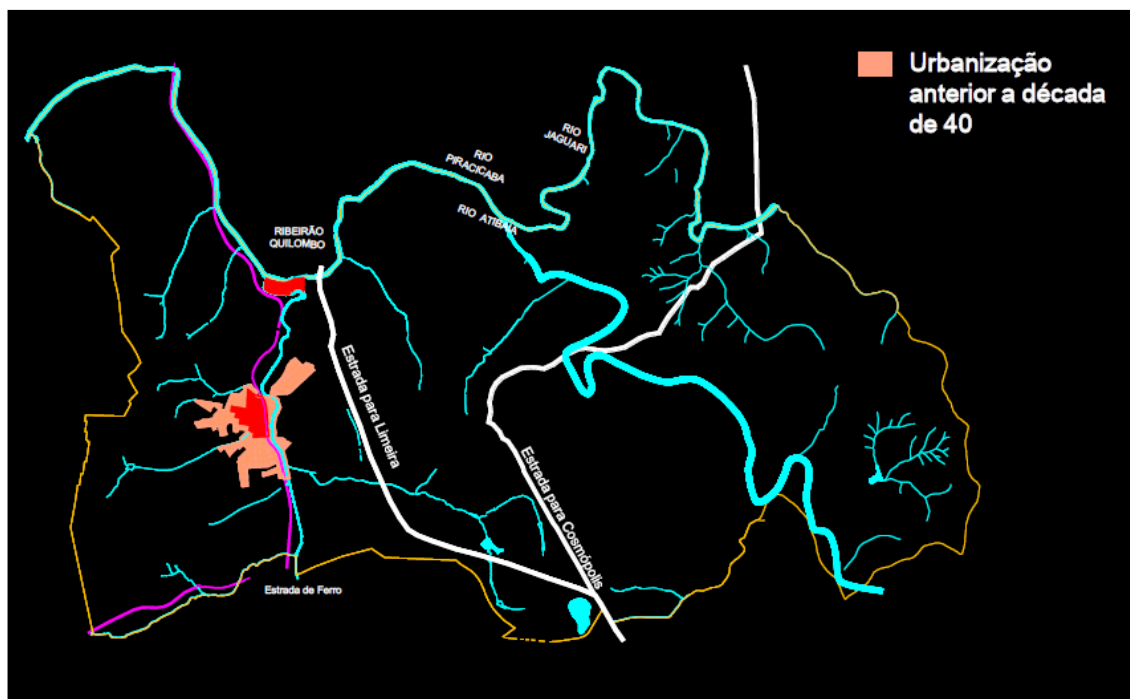 Urbanização
anterior a década
de 40
RIO
JAGUARI
RIO
PIRACICABA
RIO ATIBAIA
RIBEIRÃO
QUILOMBO
Estrada para Limeira
Estrada para Cosmópolis
Estrada de Ferro